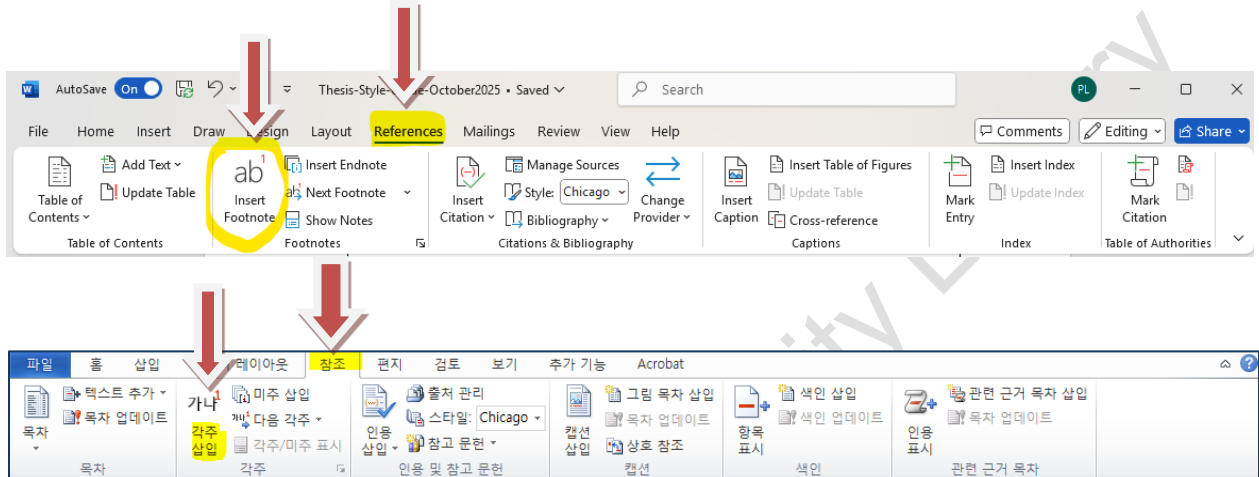 AutoSave On Thesis-Style- -October2025 • Saved Search PL
File Home Insert Draw Design Layout References Mailings Review View Help Comments Editing Share
Table of Contents
Add Text
Update Table
Table of Contents
ab1
Insert Footnote
Insert Endnote
Next Footnote
Show Notes
Footnotes
Insert Citation
Manage Sources
Style: Chicago
Bibliography
Change Provider
Citations & Bibliography
Insert Caption
Insert Table of Figures
Update Table
Cross-reference
Captions
Mark Entry
Insert Index
Update Index
Index
Mark Citation
Table of Authorities
파일 홈 삽입 레이아웃 참조 편지 검토 보기 추가 기능 Acrobat
목차
텍스트 추가
목차 업데이트
목차
가나1
각주
삽입
미주 삽입
다음 각주
각주/미주 표시
각주
인용
삽입
출처 관리
스타일: Chicago
참고 문헌
인용 및 참고 문헌
캡션
삽입
그림 목차 삽입
목차 업데이트
상호 참조
캡션
항목
표시
색인 삽입
색인 업데이트
색인
인용
표시
관련 근거 목차 삽입
목차 업데이트
관련 근거 목차